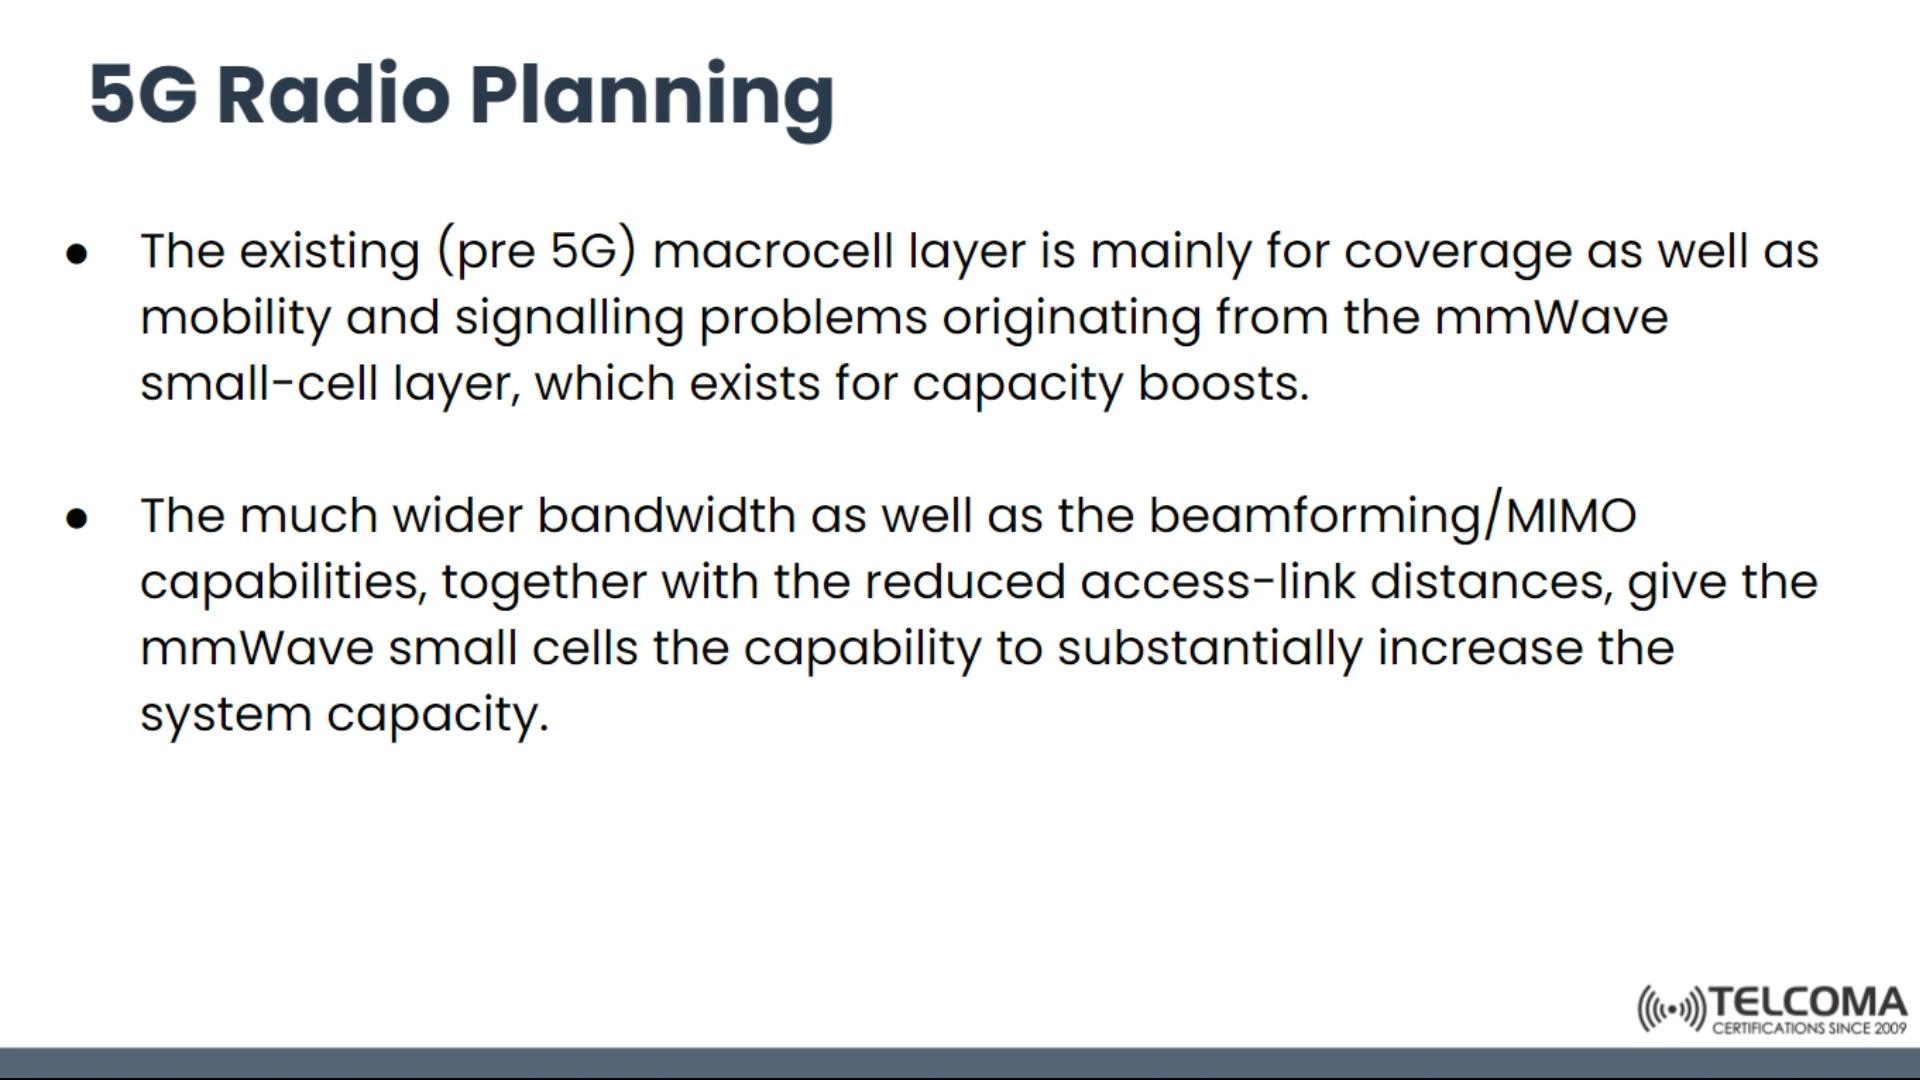 5G Radio Planning
● The existing (pre 5G) macrocell layer is mainly for coverage as well as
mobility and signalling problems originating from the mmWave
small-cell layer, which exists for capacity boosts.
● The much wider bandwidth as well as the beamforming/MIMO
capabilities, together with the reduced access-link distances, give the
mmWave small cells the capability to substantially increase the
system capacity.
TELCOMA
CERTIFICATIONS SINCE 2009